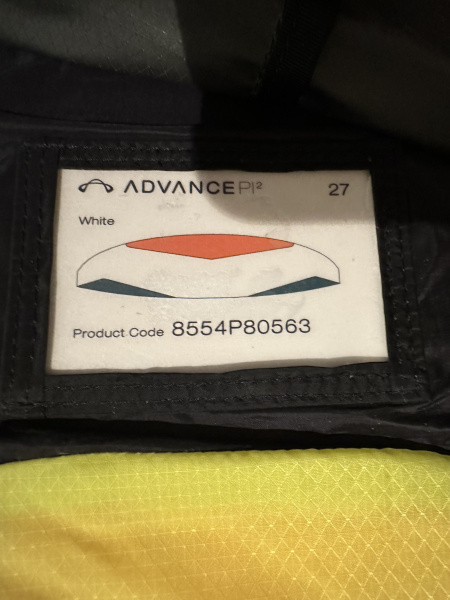 ADVANCE PI² 27
White
Product Code 8554P80563